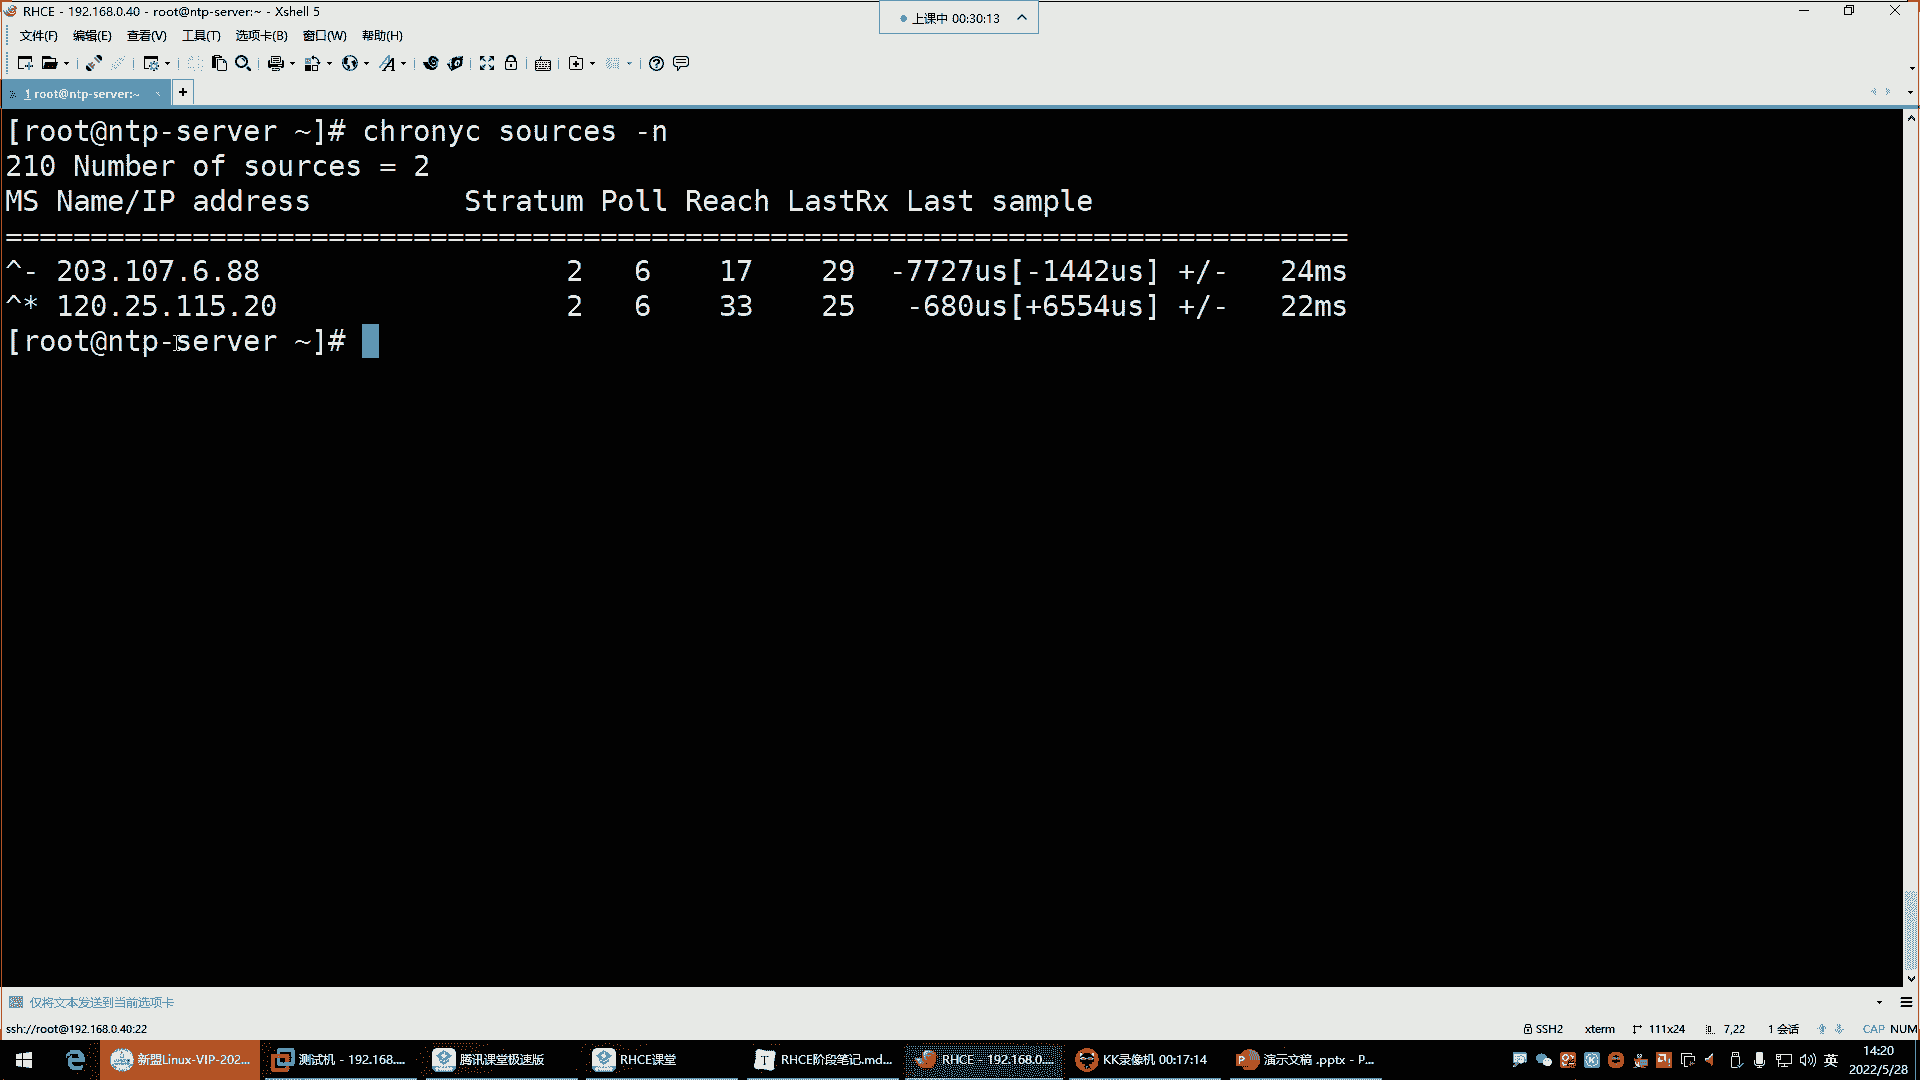 RHCE - 192.168.0.40 - root@ntp-server:~ - Xshell 5
上课中 00:30:13
文件(F) 编辑(E) 查看(V) 工具(T) 选项卡(B) 窗口(W) 帮助(H)
1 root@ntp-server:~
[root@ntp-server ~]# chronyc sources -n
210 Number of sources = 2
MS Name/IP address         Stratum Poll Reach LastRx Last sample
===============================================================================
^- 203.107.6.88                  2   6    17    29  -7727us[-1442us] +/-   24ms
^* 120.25.115.20                 2   6    33    25   -680us[+6554us] +/-   22ms
[root@ntp-server ~]#
仅将文本发送到当前选项卡
ssh://root@192.168.0.40:22 SSH2 xterm 111x24 7,22 1 会话 CAP NUM
新盟Linux-VIP-202... 测试机 - 192.168.... 腾讯课堂极速版 RHCE课堂 RHCE阶段笔记.md... RHCE - 192.168.0.... KK录像机 00:17:14 演示文稿 .pptx - P... 英 14:20
2022/5/28